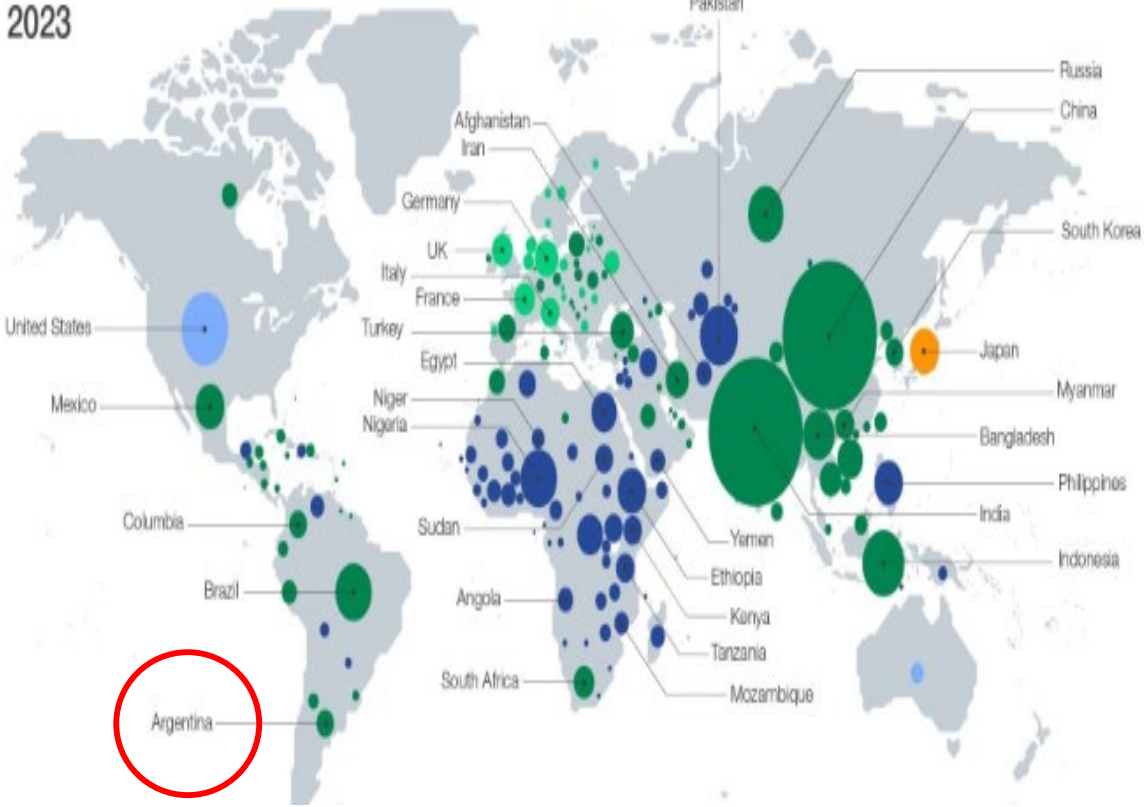 2023
Pakistan
Russia
China
Afghanistan
Iran
Germany
South Korea
UK
Italy
France
United States
Turkey
Japan
Egypt
Myanmar
Mexico
Niger
Nigeria
Bangladesh
Philippines
Columbia
Sudan
India
Yemen
Indonesia
Ethiopia
Brazil
Angola
Kenya
Tanzania
South Africa
Mozambique
Argentina